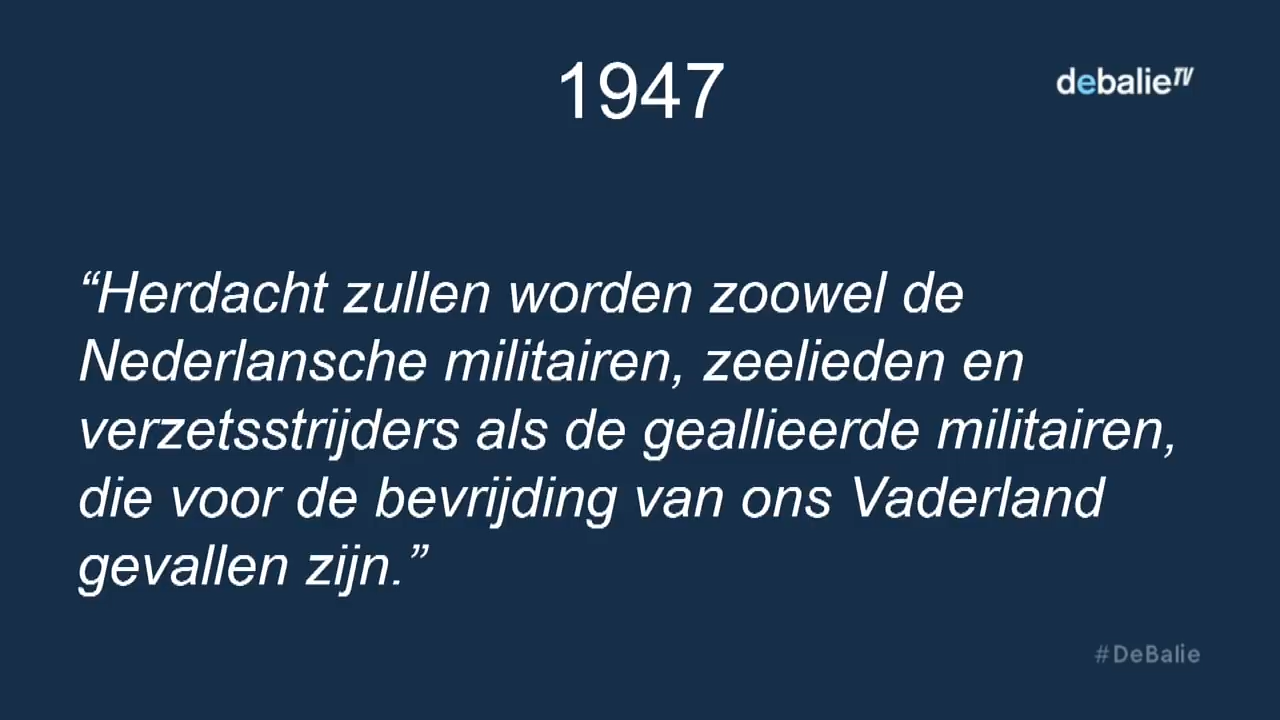 1947
debalieTV
“Herdacht zullen worden zoowel de
Nederlansche militairen, zeelieden en
verzetsstrijders als de geallieerde militairen,
die voor de bevrijding van ons Vaderland
gevallen zijn.”
#DeBalie